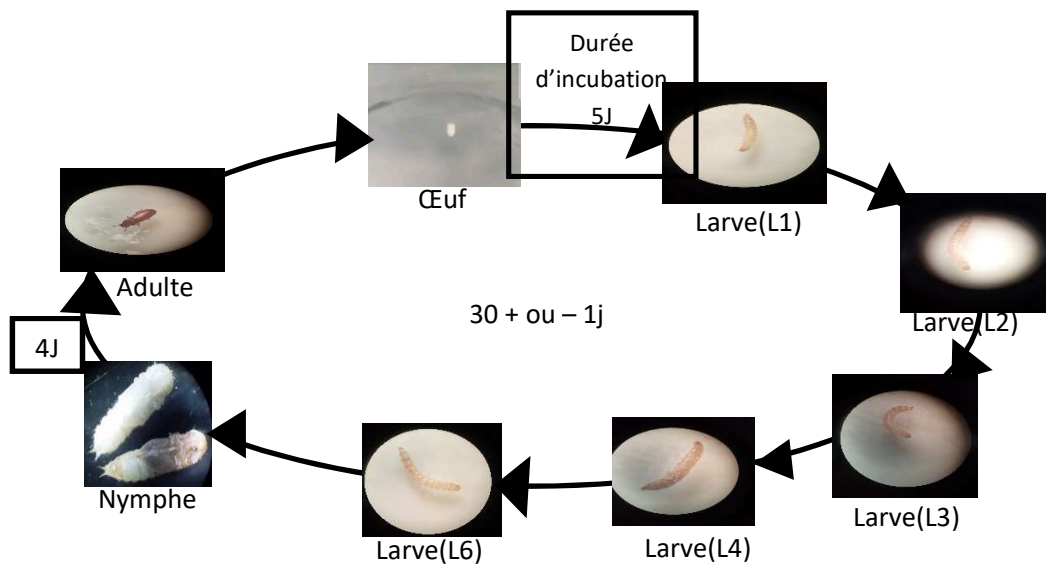 Durée
d’incubation
5J
Œuf
Larve(L1)
Larve(L2)
Adulte
30 + ou – 1j
4J
Nymphe
Larve(L6)
Larve(L4)
Larve(L3)